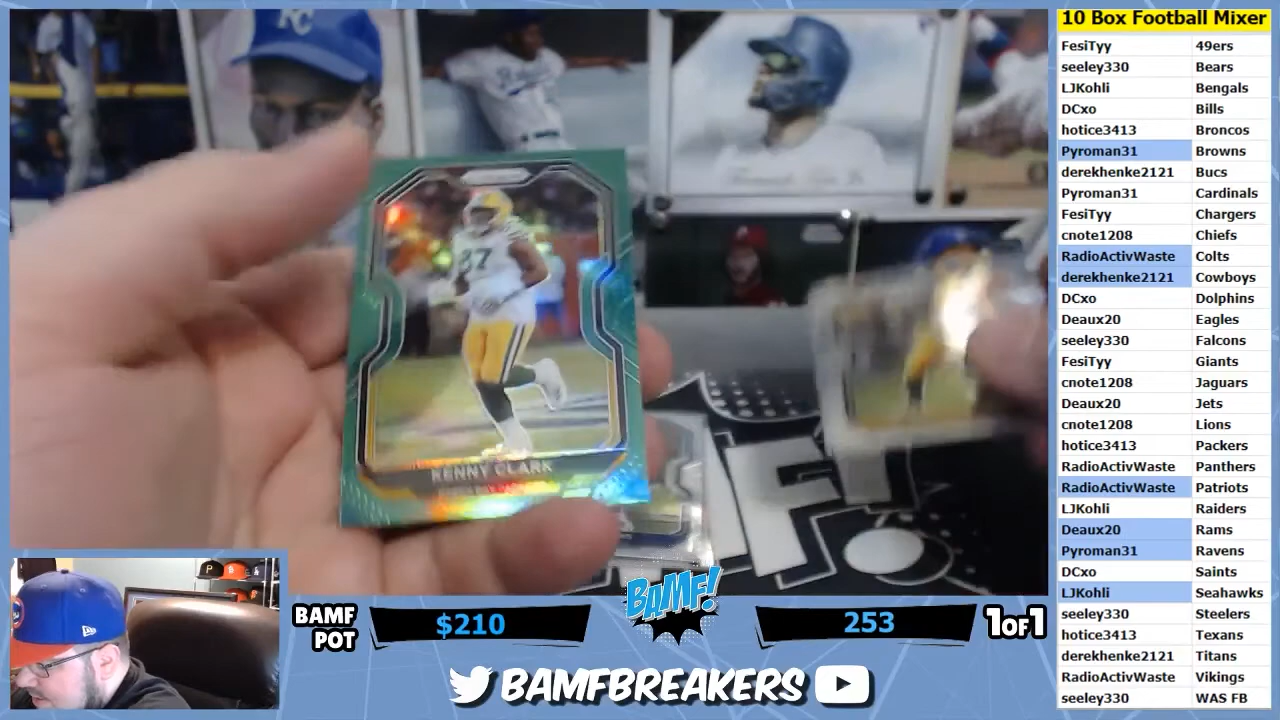 10 Box Football Mixer
FesiTyy 49ers
seeley330 Bears
LJKohli Bengals
DCxo Bills
hotice3413 Broncos
Pyroman31 Browns
derekhenke2121 Bucs
Pyroman31 Cardinals
FesiTyy Chargers
cnote1208 Chiefs
RadioActivWaste Colts
derekhenke2121 Cowboys
DCxo Dolphins
Deaux20 Eagles
seeley330 Falcons
FesiTyy Giants
cnote1208 Jaguars
Deaux20 Jets
cnote1208 Lions
hotice3413 Packers
RadioActivWaste Panthers
RadioActivWaste Patriots
LJKohli Raiders
Deaux20 Rams
Pyroman31 Ravens
DCxo Saints
LJKohli Seahawks
seeley330 Steelers
hotice3413 Texans
derekhenke2121 Titans
RadioActivWaste Vikings
seeley330 WAS FB
KC
97
KENNY CLARK
BAMF POT
$210
BAMF!
253
1 OF 1
BAMFBREAKERS